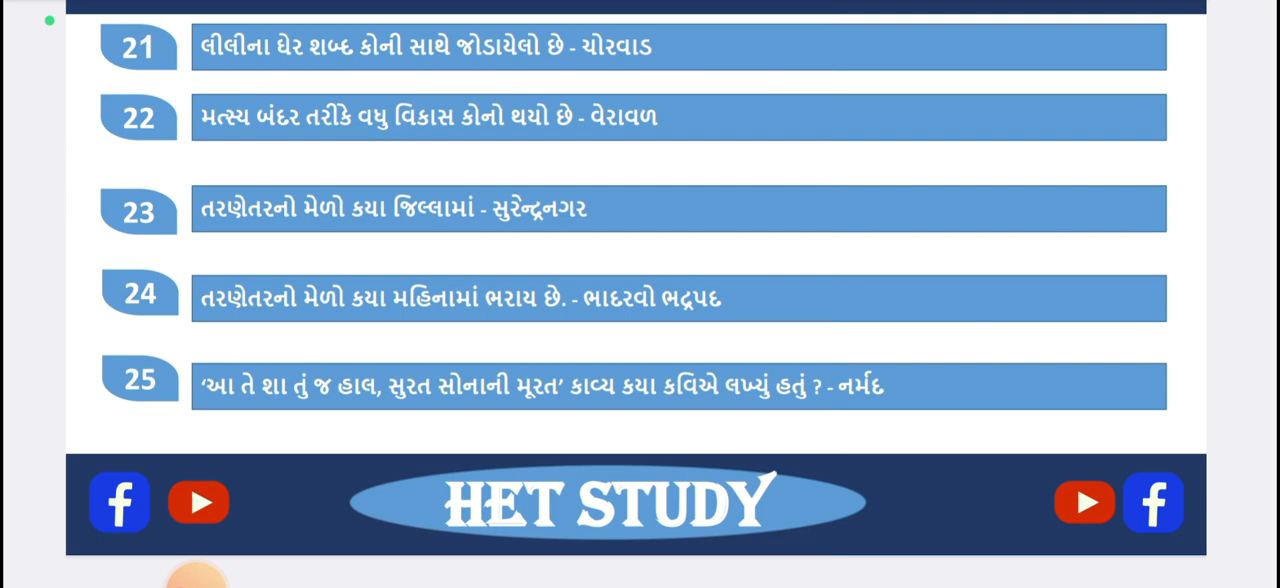 21
લીલીના ઘેર શબ્દ કોની સાથે જોડાયેલો છે - ચોરવાડ
22
મત્સ્ય બંદર તરીકે વધુ વિકાસ કોનો થયો છે - વેરાવળ
23
તરણેતરનો મેળો કયા જિલ્લામાં - સુરેન્દ્રનગર
24
તરણેતરનો મેળો કયા મહિનામાં ભરાય છે. - ભાદરવો ભદ્રપદ
25
‘આ તે શા તું જ હાલ, સુરત સોનાની મૂરત’ કાવ્ય કયા કવિએ લખ્યું હતું ? - નર્મદ
HET STUDY